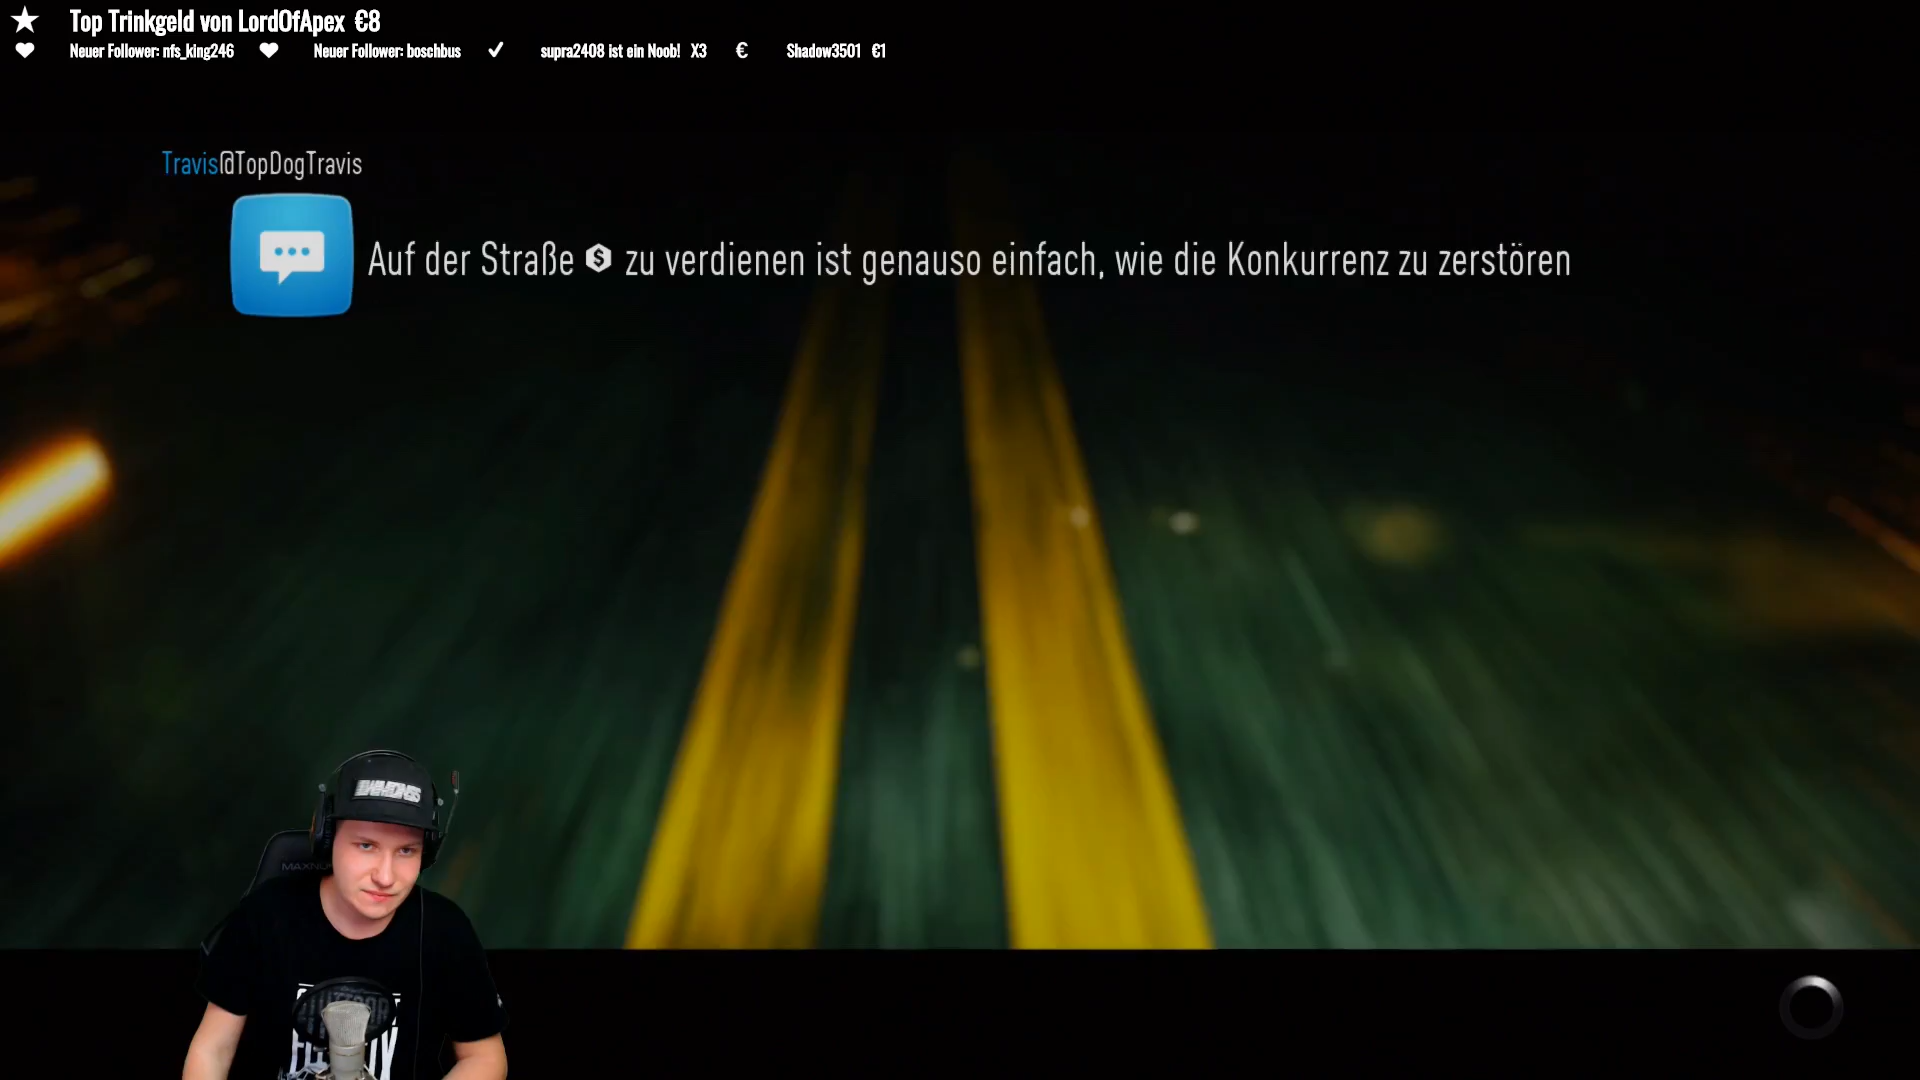 Top Trinkgeld von LordOfApex €8
Neuer Follower: nfs_king246 Neuer Follower: boschbus supra2408 ist ein Noob! X3 € Shadow3501 €1
Travis@TopDogTravis
Auf der Straße $ zu verdienen ist genauso einfach, wie die Konkurrenz zu zerstören